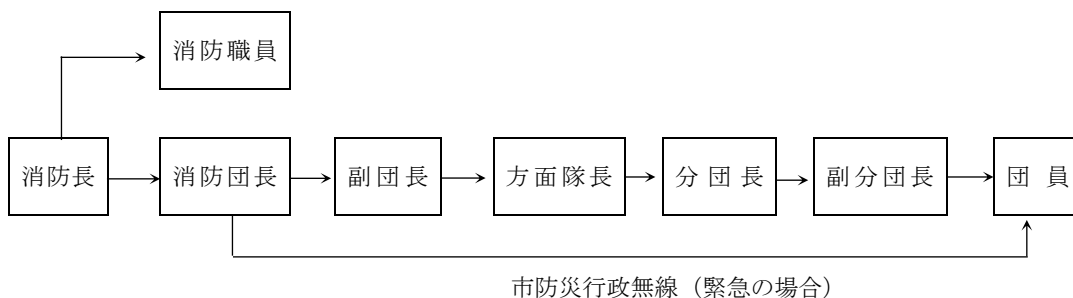 消防職員
消防長
消防団長
副団長
方面隊長
分団長
副分団長
団員
市防災行政無線（緊急の場合）